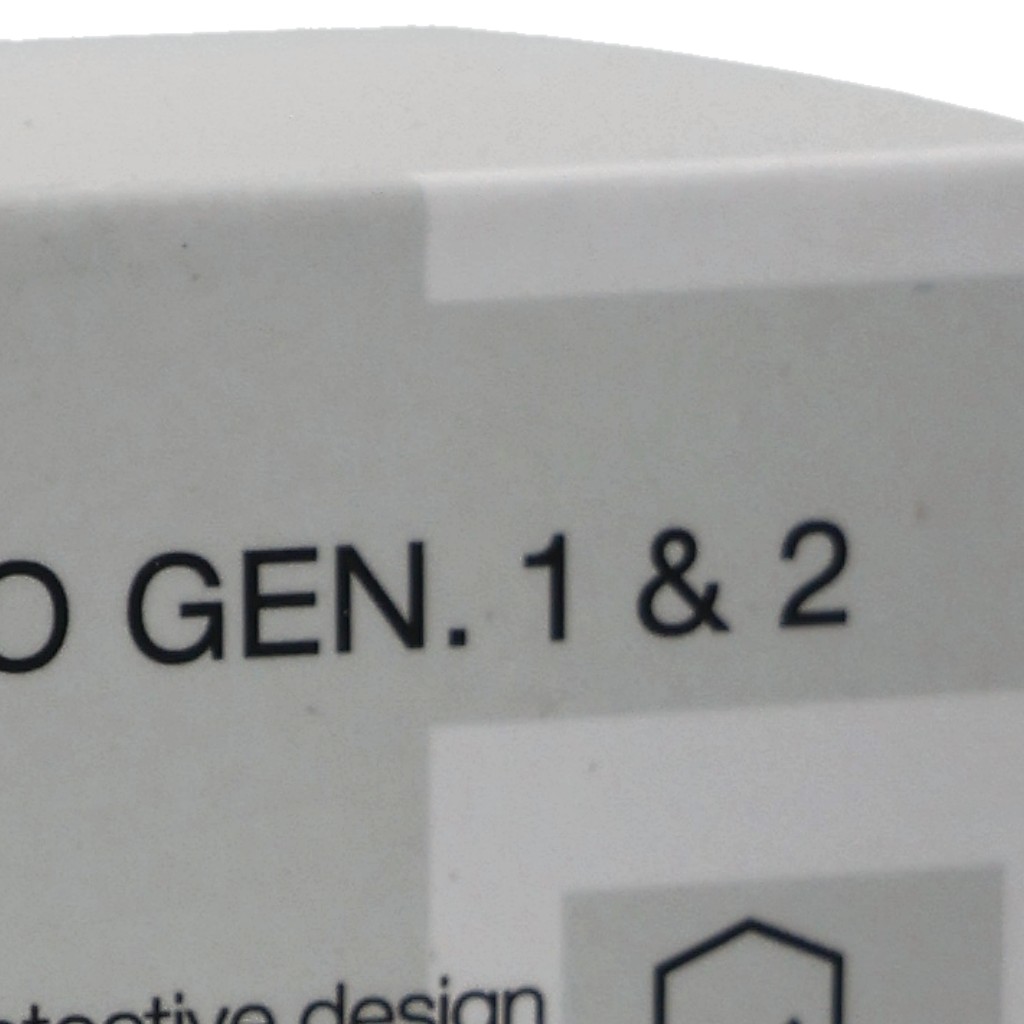 O GEN. 1 & 2
design